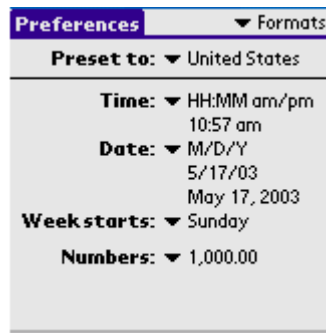 Preferences ▼ Formats
Preset to: ▼ United States
Time: ▼ HH:MM am/pm
10:57 am
Date: ▼ M/D/Y
5/17/03
May 17, 2003
Week starts: ▼ Sunday
Numbers: ▼ 1,000.00